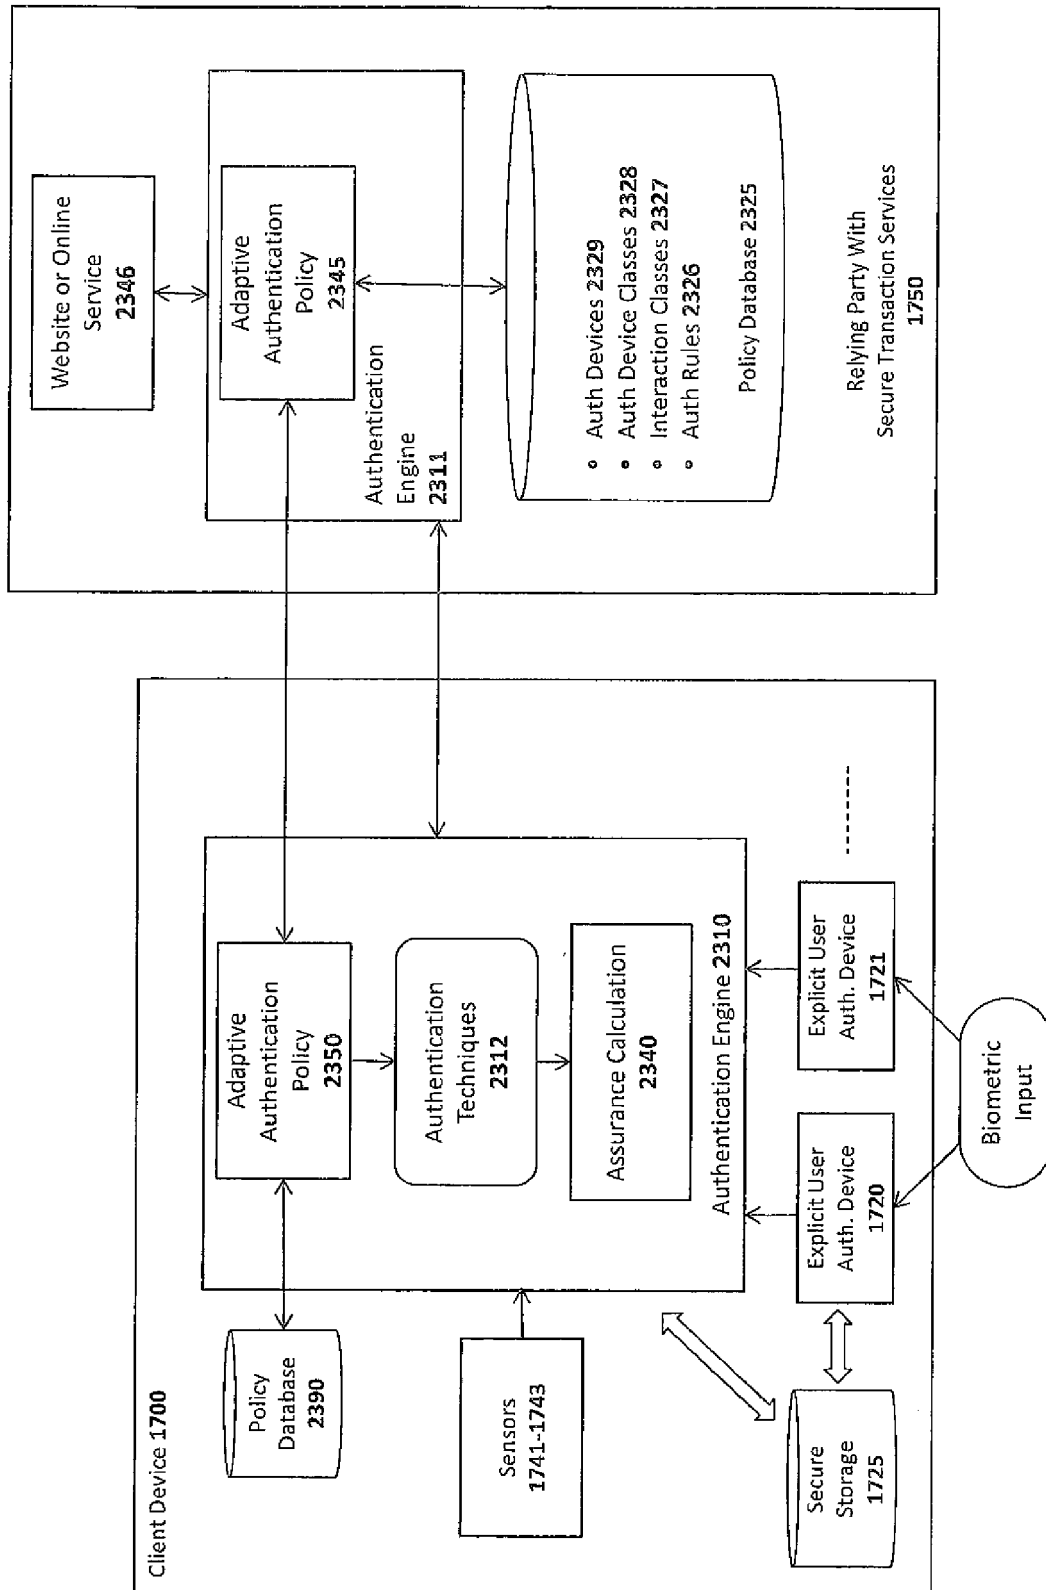 Client Device 1700
Policy
Database
2390
Sensors
1741-1743
Secure
Storage
1725
Adaptive
Authentication
Policy
2350
Authentication
Techniques
2312
Assurance Calculation
2340
Authentication Engine 2310
Explicit User
Auth. Device
1720
Explicit User
Auth. Device
1721
Biometric
Input
Website or Online
Service
2346
Adaptive
Authentication
Policy
2345
Authentication
Engine
2311
Auth Devices 2329
Auth Device Classes 2328
Interaction Classes 2327
Auth Rules 2326
Policy Database 2325
Relying Party With
Secure Transaction Services
1750